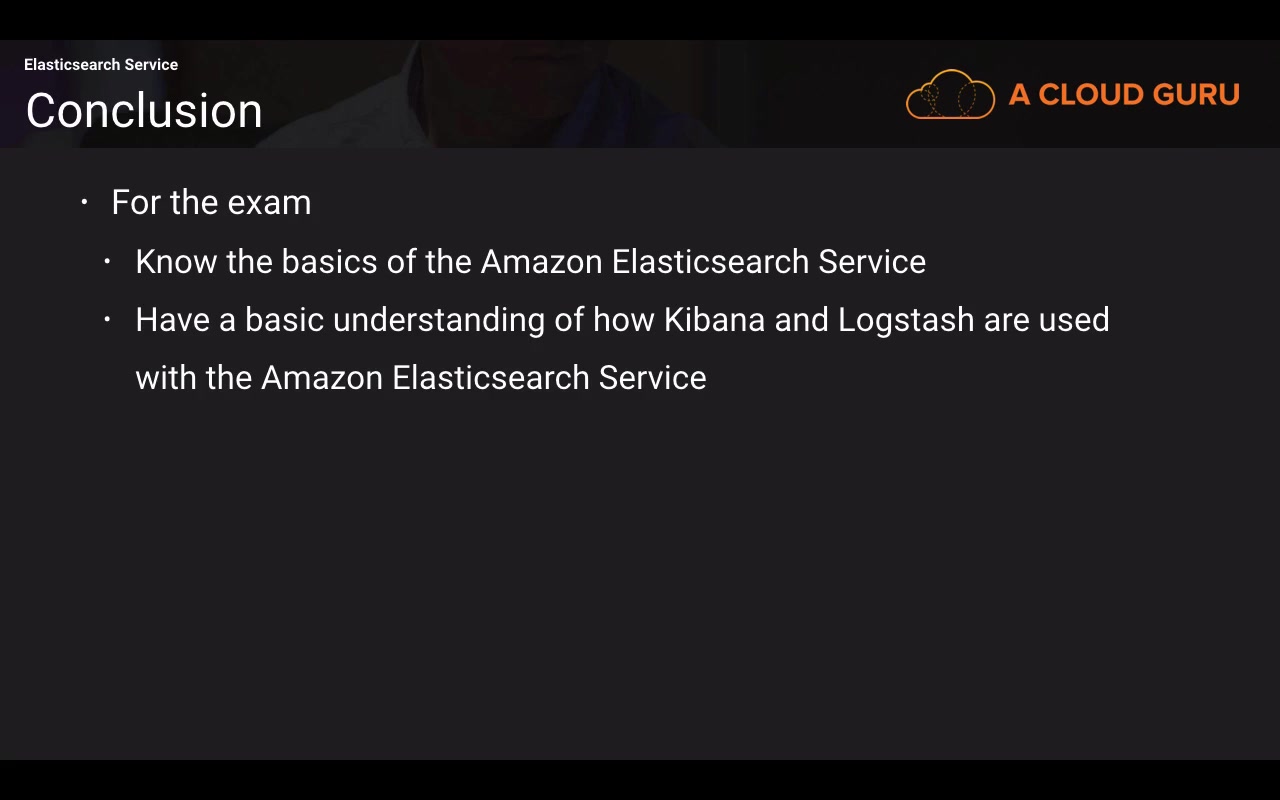 Elasticsearch Service
Conclusion
A CLOUD GURU
• For the exam
• Know the basics of the Amazon Elasticsearch Service
• Have a basic understanding of how Kibana and Logstash are used
with the Amazon Elasticsearch Service